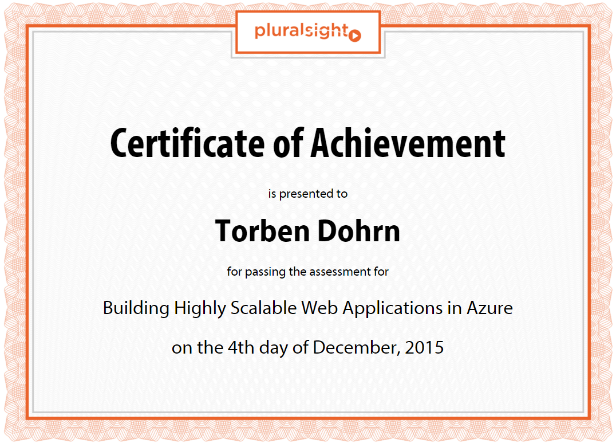 pluralsight
Certificate of Achievement
is presented to
Torben Dohrn
for passing the assessment for
Building Highly Scalable Web Applications in Azure
on the 4th day of December, 2015